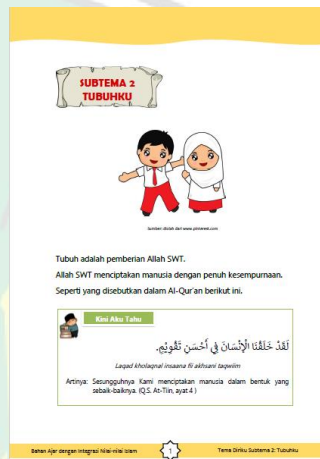 SUBTEMA 2
TUBUHKU
Sumber: diolah dari www.pinterest.com
Tubuh adalah pemberian Allah SWT.
Allah SWT menciptakan manusia dengan penuh kesempurnaan.
Seperti yang disebutkan dalam Al-Qur'an berikut ini.
Kini Aku Tahu
لَقَدْ خَلَقْنَا الْإِنْسَانَ فِي أَحْسَنِ تَقْوِيْمٍ.
Laqad kholaqnal insaana fii akhsani taqwiim
Artinya: Sesungguhnya Kami menciptakan manusia dalam bentuk yang
sebaik-baiknya. (Q.S. At-Tiin, ayat 4 )
Bahan Ajar dengan Integrasi Nilai-nilai Islam
1
Tema Diriku Subtema 2: Tubuhku